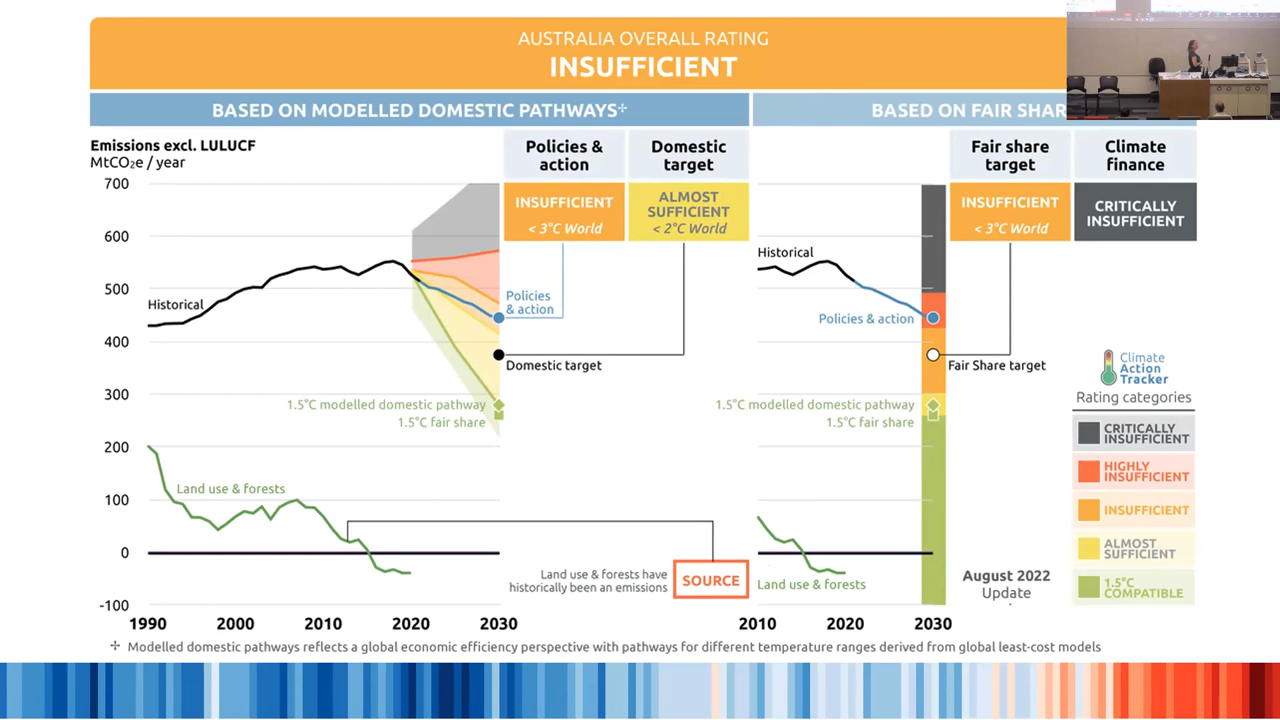 AUSTRALIA OVERALL RATING
INSUFFICIENT
BASED ON MODELLED DOMESTIC PATHWAYS✢
BASED ON FAIR SHAR
Emissions excl. LULUCF
MtCO₂e / year
Policies &
action
Domestic
target
Fair share
target
Climate
finance
INSUFFICIENT
< 3°C World
ALMOST
SUFFICIENT
< 2°C World
INSUFFICIENT
< 3°C World
CRITICALLY
INSUFFICIENT
700
600
500
400
300
200
100
0
-100
Historical
Policies
& action
Domestic target
1.5°C modelled domestic pathway
1.5°C fair share
Land use & forests
Land use & forests have
historically been an emissions
SOURCE
1990
2000
2010
2020
2030
Historical
Policies & action
Fair Share target
1.5°C modelled domestic pathway
1.5°C fair share
Land use & forests
2010
2020
2030
August 2022
Update
Climate
Action
Tracker
Rating categories
CRITICALLY
INSUFFICIENT
HIGHLY
INSUFFICIENT
INSUFFICIENT
ALMOST
SUFFICIENT
1.5°C
COMPATIBLE
✢ Modelled domestic pathways reflects a global economic efficiency perspective with pathways for different temperature ranges derived from global least-cost models